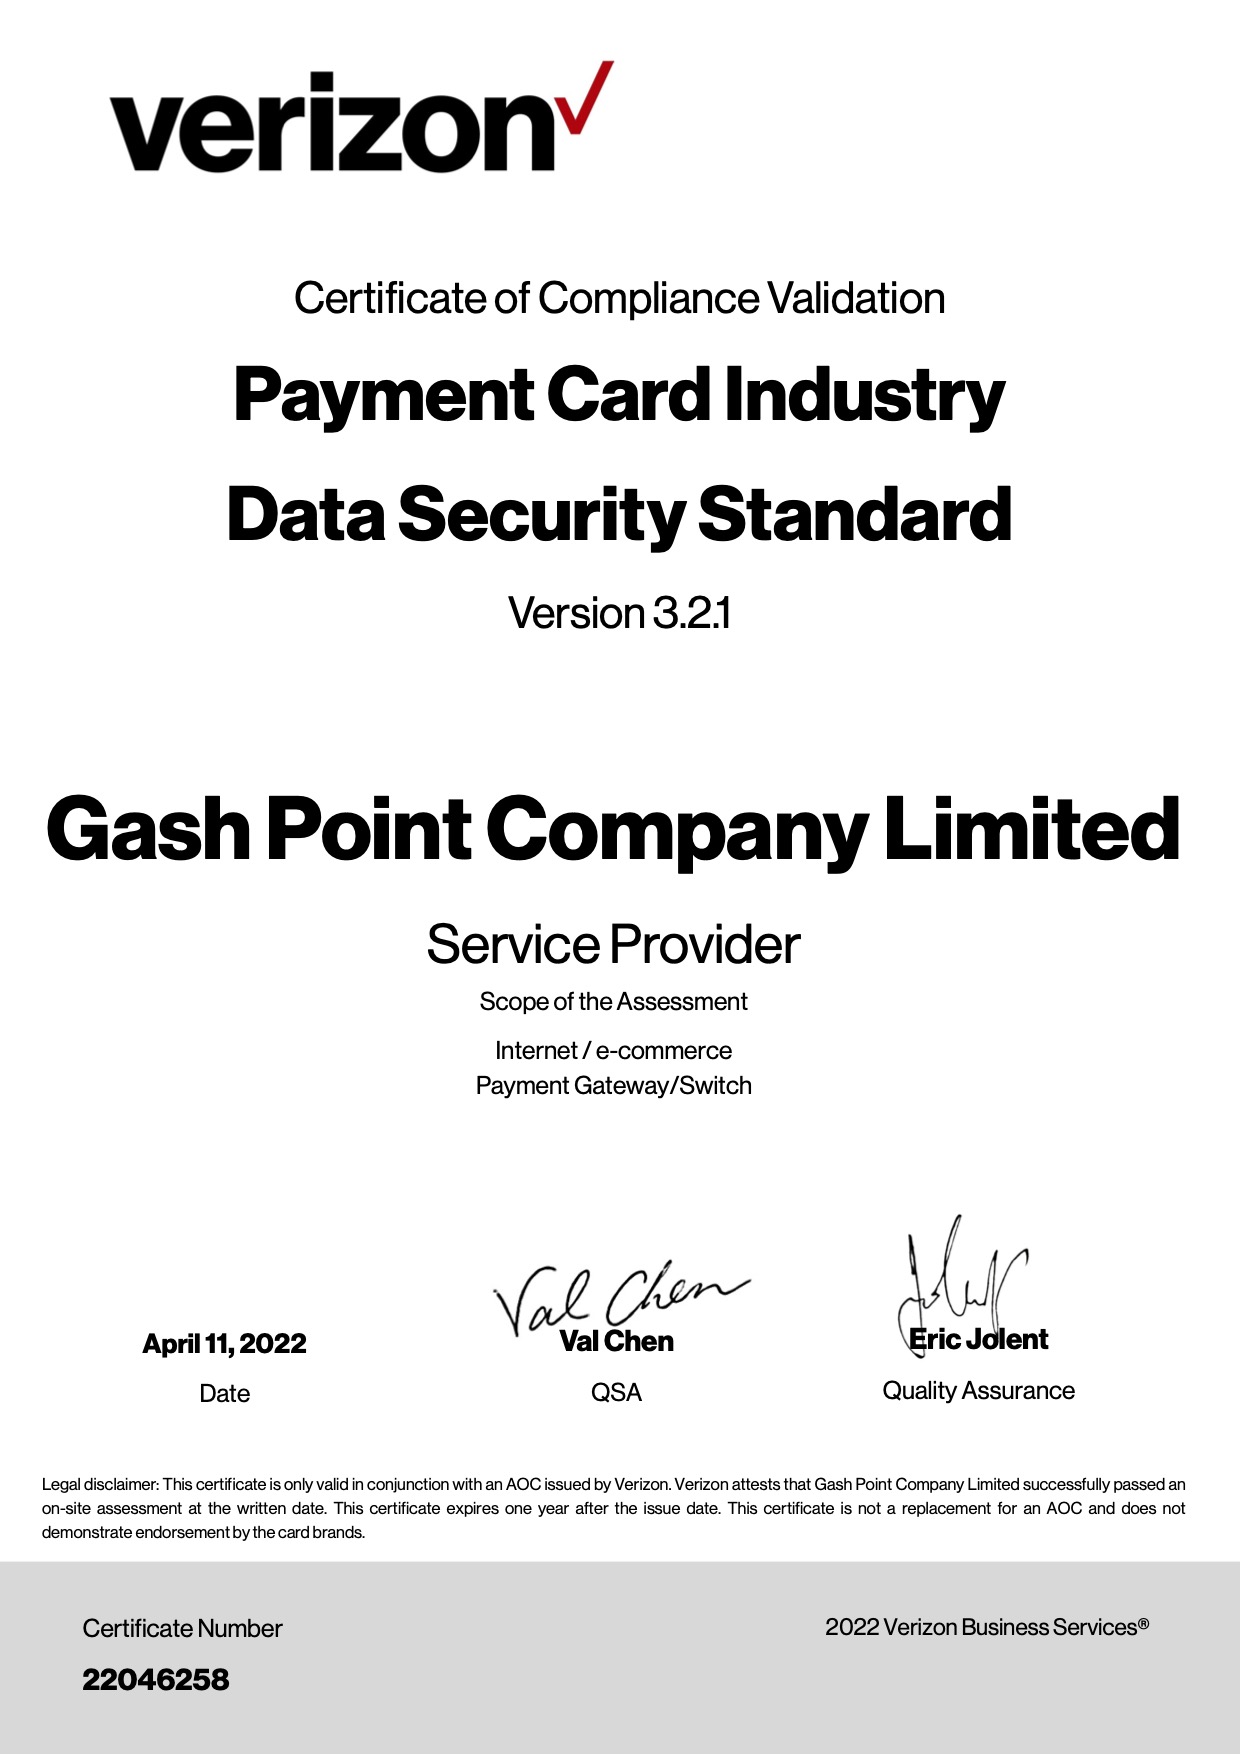 verizon✓
Certificate of Compliance Validation
Payment Card Industry
Data Security Standard
Version 3.2.1
Gash Point Company Limited
Service Provider
Scope of the Assessment
Internet / e-commerce
Payment Gateway/Switch
Val Chen
April 11, 2022
Val Chen
Eric Jolent
Date
QSA
Quality Assurance
Legal disclaimer: This certificate is only valid in conjunction with an AOC issued by Verizon. Verizon attests that Gash Point Company Limited successfully passed an
on-site assessment at the written date. This certificate expires one year after the issue date. This certificate is not a replacement for an AOC and does not
demonstrate endorsement by the card brands.
Certificate Number
2022 Verizon Business Services®
22046258